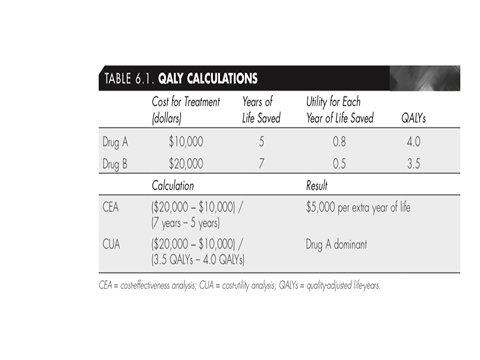 TABLE 6.1. QALY CALCULATIONS
Cost for Treatment Years of Utility for Each
(dollars) Life Saved Year of Life Saved QALYs
Drug A $10,000 5 0.8 4.0
Drug B $20,000 7 0.5 3.5
Calculation Result
CEA ($20,000 – $10,000) / $5,000 per extra year of life
(7 years – 5 years)
CUA ($20,000 – $10,000) / Drug A dominant
(3.5 QALYs – 4.0 QALYs)
CEA = cost-effectiveness analysis; CUA = cost-utility analysis; QALYs = quality-adjusted life-years.